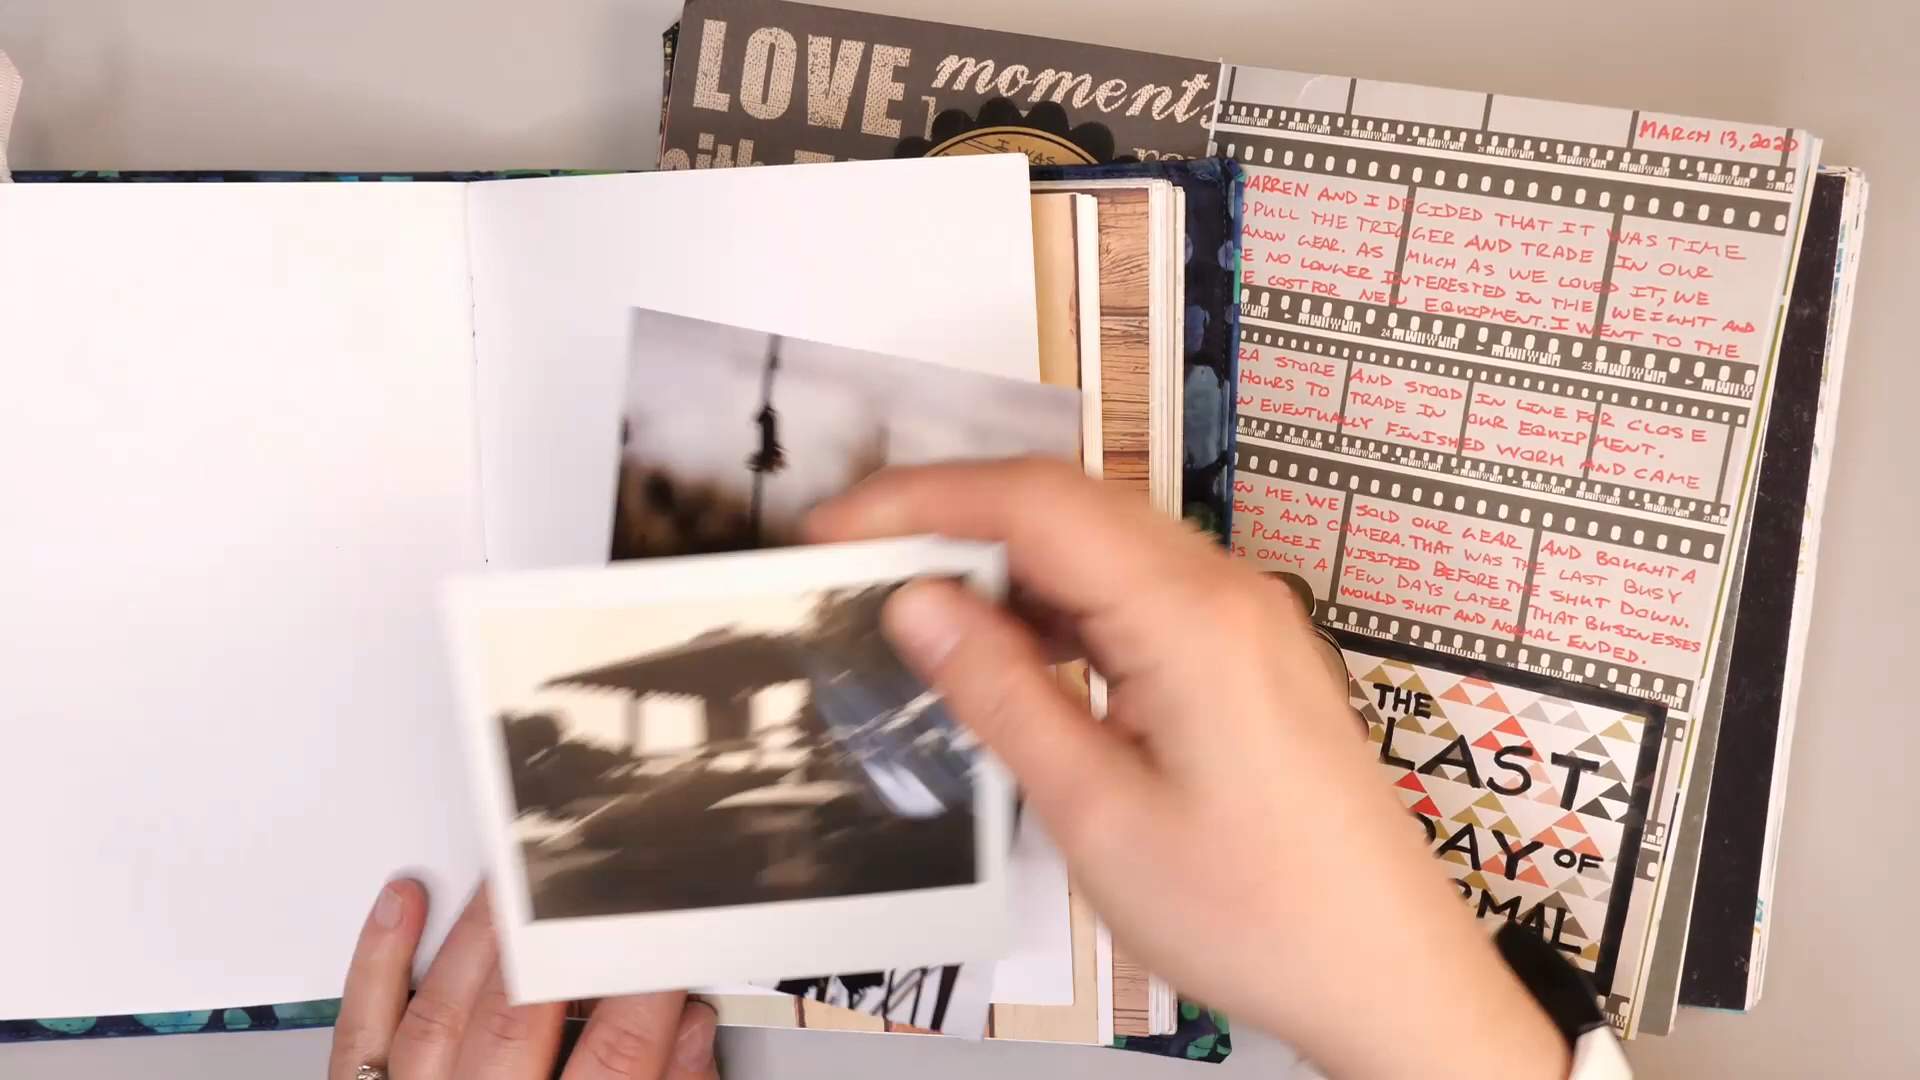 LOVE moments
I WAS
MARCH 13, 2020
WARREN AND I DECIDED THAT IT WAS TIME
PULL THE TRIGGER AND TRADE IN OUR
GEAR. AS MUCH AS WE LOVED IT, WE
NO LONGER INTERESTED IN THE WEIGHT AND
COST FOR NEW EQUIPMENT. I WENT TO THE
STORE AND STOOD IN LINE FOR CLOSE
HOURS TO TRADE IN OUR EQUIPMENT.
EVENTUALLY FINISHED WORK AND CAME
IN ME. WE SOLD OUR GEAR AND BOUGHT A
AND CAMERA. THAT WAS THE LAST BUSY
PLACE I VISITED BEFORE THE SHUT DOWN.
ONLY A FEW DAYS LATER THAT BUSINESSES
WOULD SHUT AND NORMAL ENDED.
THE
LAST
DAY OF